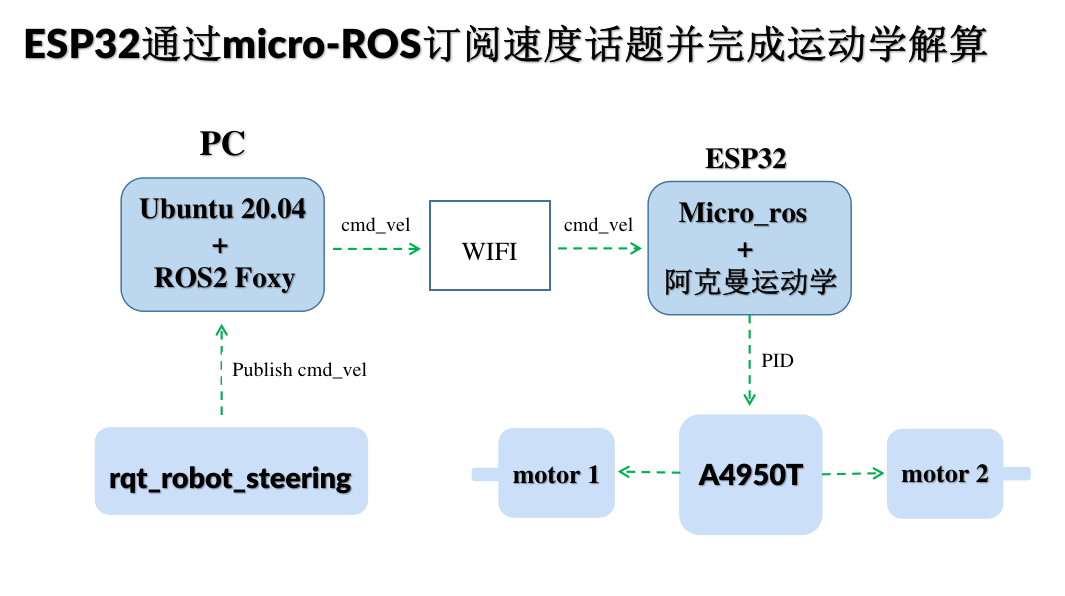 ESP32通过micro-ROS订阅速度话题并完成运动学解算
PC
ESP32
Ubuntu 20.04
+
ROS2 Foxy
cmd_vel
WIFI
cmd_vel
Micro_ros
+
阿克曼运动学
Publish cmd_vel
PID
rqt_robot_steering
motor 1
A4950T
motor 2